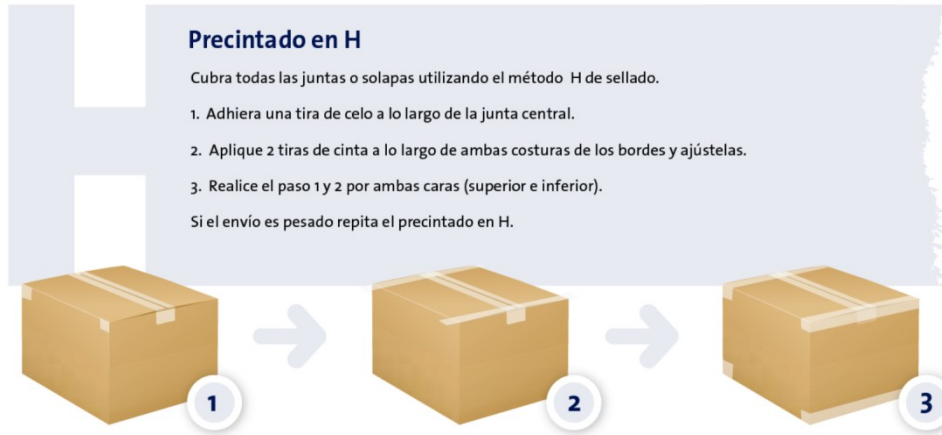 Precintado en H
Cubra todas las juntas o solapas utilizando el método H de sellado.
1. Adhiera una tira de celo a lo largo de la junta central.
2. Aplique 2 tiras de cinta a lo largo de ambas costuras de los bordes y ajústelas.
3. Realice el paso 1 y 2 por ambas caras (superior e inferior).
Si el envío es pesado repita el precintado en H.
1
2
3